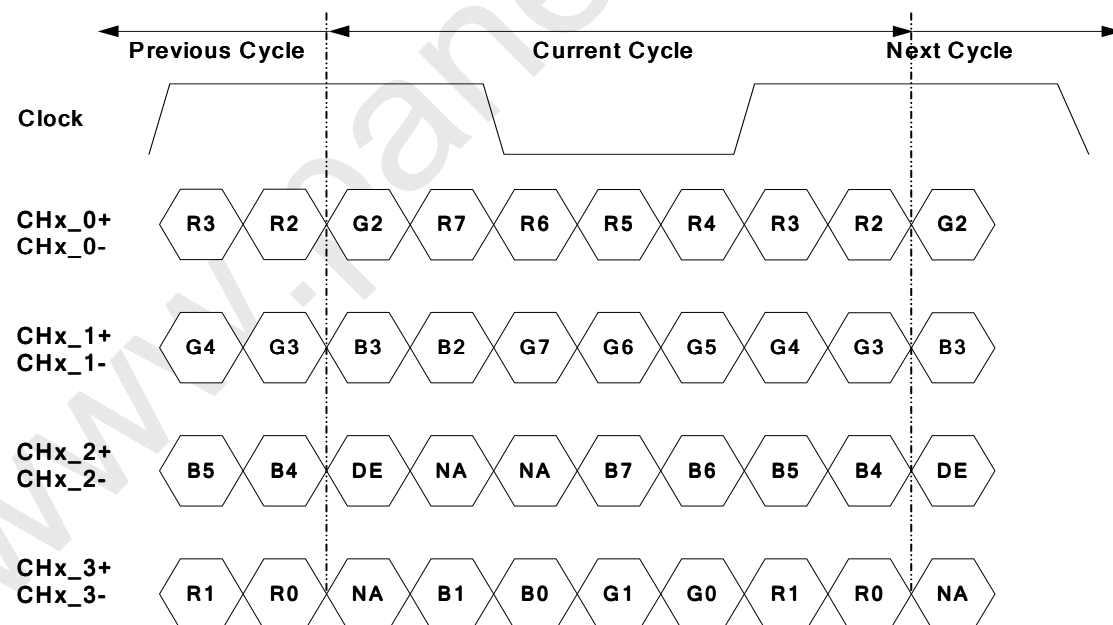 Previous Cycle Current Cycle Next Cycle
Clock
CHx_0+
CHx_0-
R3 R2 G2 R7 R6 R5 R4 R3 R2 G2
CHx_1+
CHx_1-
G4 G3 B3 B2 G7 G6 G5 G4 G3 B3
CHx_2+
CHx_2-
B5 B4 DE NA NA B7 B6 B5 B4 DE
CHx_3+
CHx_3-
R1 R0 NA B1 B0 G1 G0 R1 R0 NA
www.pane